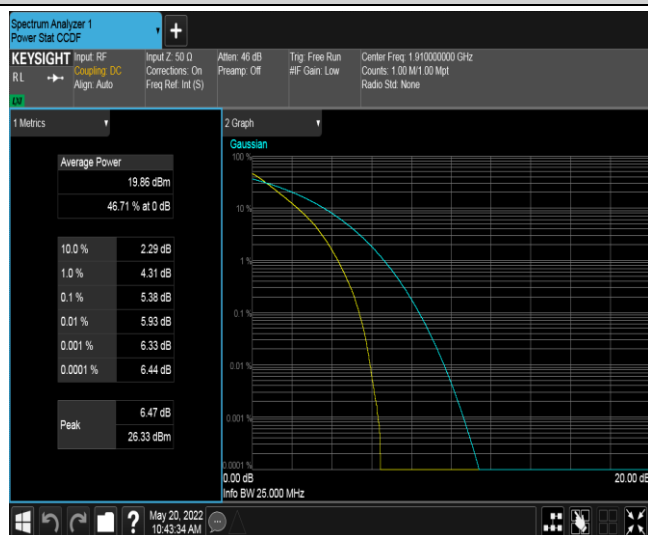 Spectrum Analyzer 1
Power Stat CCDF
KEYSIGHT
RL
Input: RF
Coupling: DC
Align: Auto
Input Z: 50 Ω
Corrections: On
Freq Ref: Int (S)
Atten: 46 dB
Preamp: Off
Trig: Free Run
#IF Gain: Low
Center Freq: 1.910000000 GHz
Counts: 1.00 M/1.00 Mpt
Radio Std: None
1 Metrics
Average Power
19.86 dBm
46.71 % at 0 dB
10.0 % 2.29 dB
1.0 % 4.31 dB
0.1 % 5.38 dB
0.01 % 5.93 dB
0.001 % 6.33 dB
0.0001 % 6.44 dB
Peak
6.47 dB
26.33 dBm
2 Graph
Gaussian
100 %
10 %
1 %
0.1 %
0.01 %
0.001 %
0.0001 %
0.00 dB
20.00 dB
Info BW 25.000 MHz
May 20, 2022
10:43:34 AM